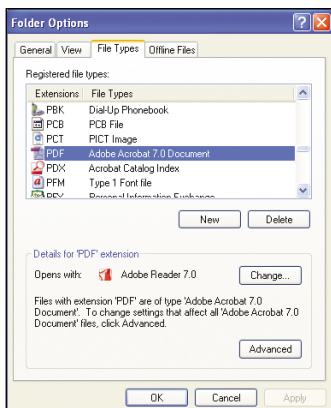 Folder Options
General View File Types Offline Files
Registered file types:
Extensions File Types
PBK Dial-Up Phonebook
PCB PCB File
PCT PICT Image
PDF Adobe Acrobat 7.0 Document
PDX Acrobat Catalog Index
PFM Type 1 Font file
Personal Information Exchange
New Delete
Details for 'PDF' extension
Opens with: Adobe Reader 7.0 Change...
Files with extension 'PDF' are of type 'Adobe Acrobat 7.0
Document'. To change settings that affect all 'Adobe Acrobat 7.0
Document' files, click Advanced.
Advanced
OK Cancel Apply